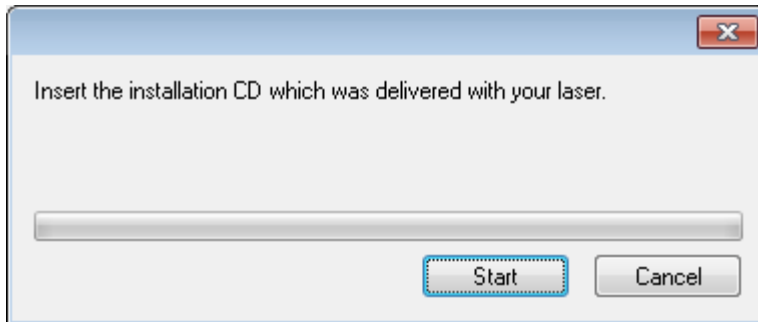 Insert the installation CD which was delivered with your laser.
Start
Cancel